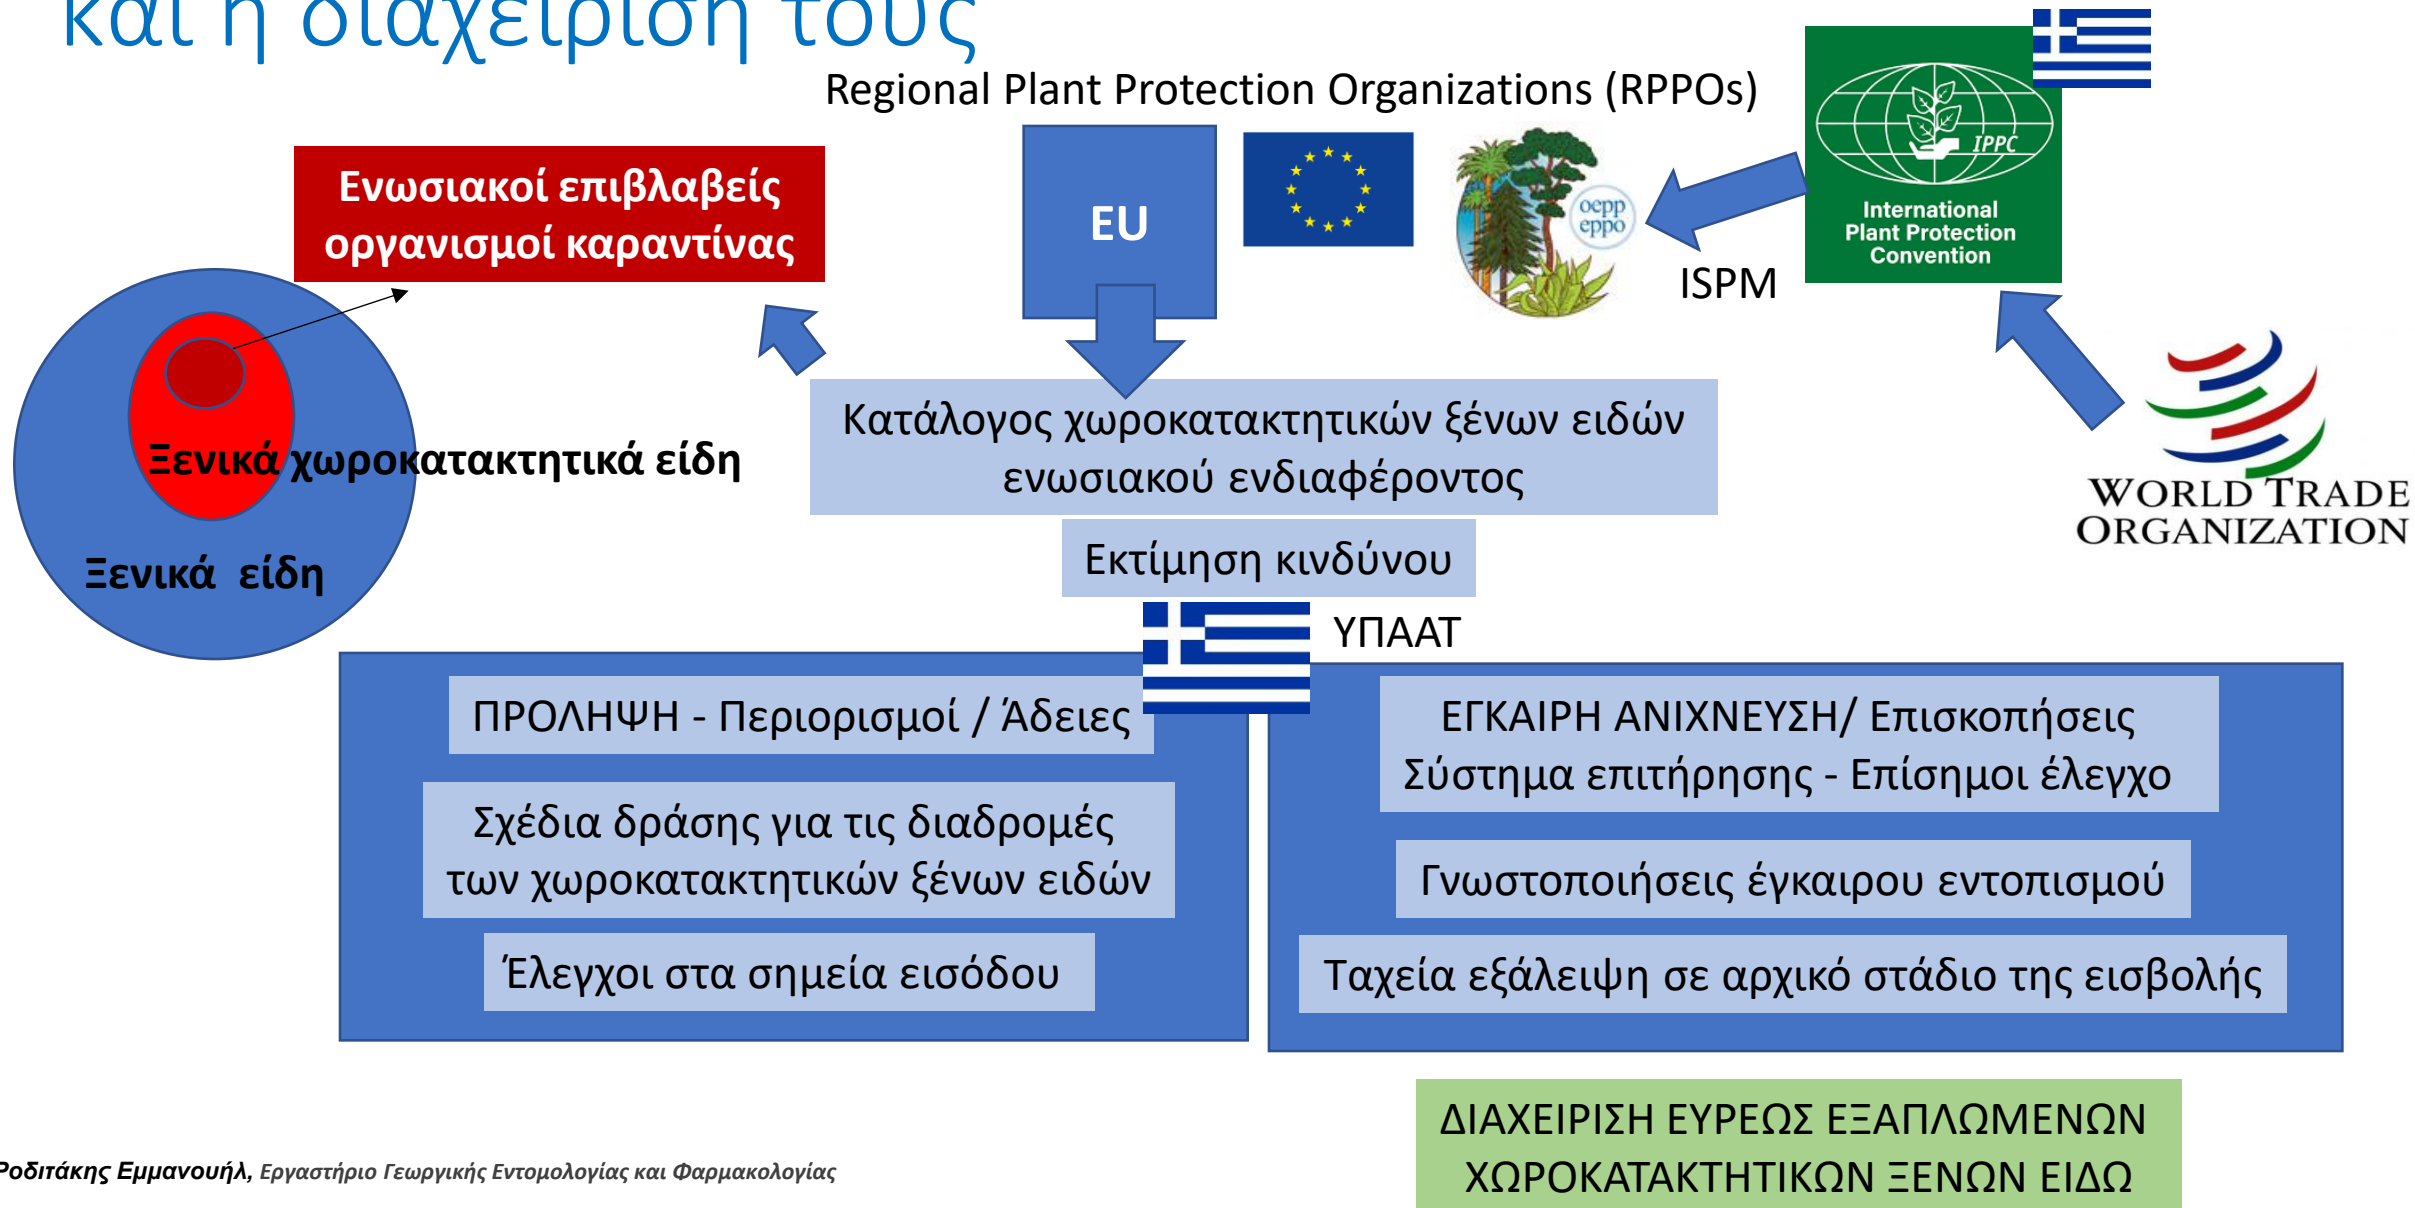 και η διαχείριση τους
Regional Plant Protection Organizations (RPPOs)
IPPC
International
Plant Protection
Convention
Ενωσιακοί επιβλαβείς
οργανισμοί καραντίνας
EU
oepp
eppo
ISPM
Κατάλογος χωροκατακτητικών ξένων ειδών
ενωσιακού ενδιαφέροντος
Ξενικά χωροκατακτητικά είδη
Ξενικά είδη
WORLD TRADE
ORGANIZATION
Εκτίμηση κινδύνου
ΥΠΑΑΤ
ΠΡΟΛΗΨΗ - Περιορισμοί / Άδειες
Σχέδια δράσης για τις διαδρομές
των χωροκατακτητικών ξένων ειδών
Έλεγχοι στα σημεία εισόδου
ΕΓΚΑΙΡΗ ΑΝΙΧΝΕΥΣΗ/ Επισκοπήσεις
Σύστημα επιτήρησης - Επίσημοι έλεγχο
Γνωστοποιήσεις έγκαιρου εντοπισμού
Ταχεία εξάλειψη σε αρχικό στάδιο της εισβολής
ΔΙΑΧΕΙΡΙΣΗ ΕΥΡΕΩΣ ΕΞΑΠΛΩΜΕΝΩΝ
ΧΩΡΟΚΑΤΑΚΤΗΤΙΚΩΝ ΞΕΝΩΝ ΕΙΔΩ
Ροδιτάκης Εμμανουήλ, Εργαστήριο Γεωργικής Εντομολογίας και Φαρμακολογίας